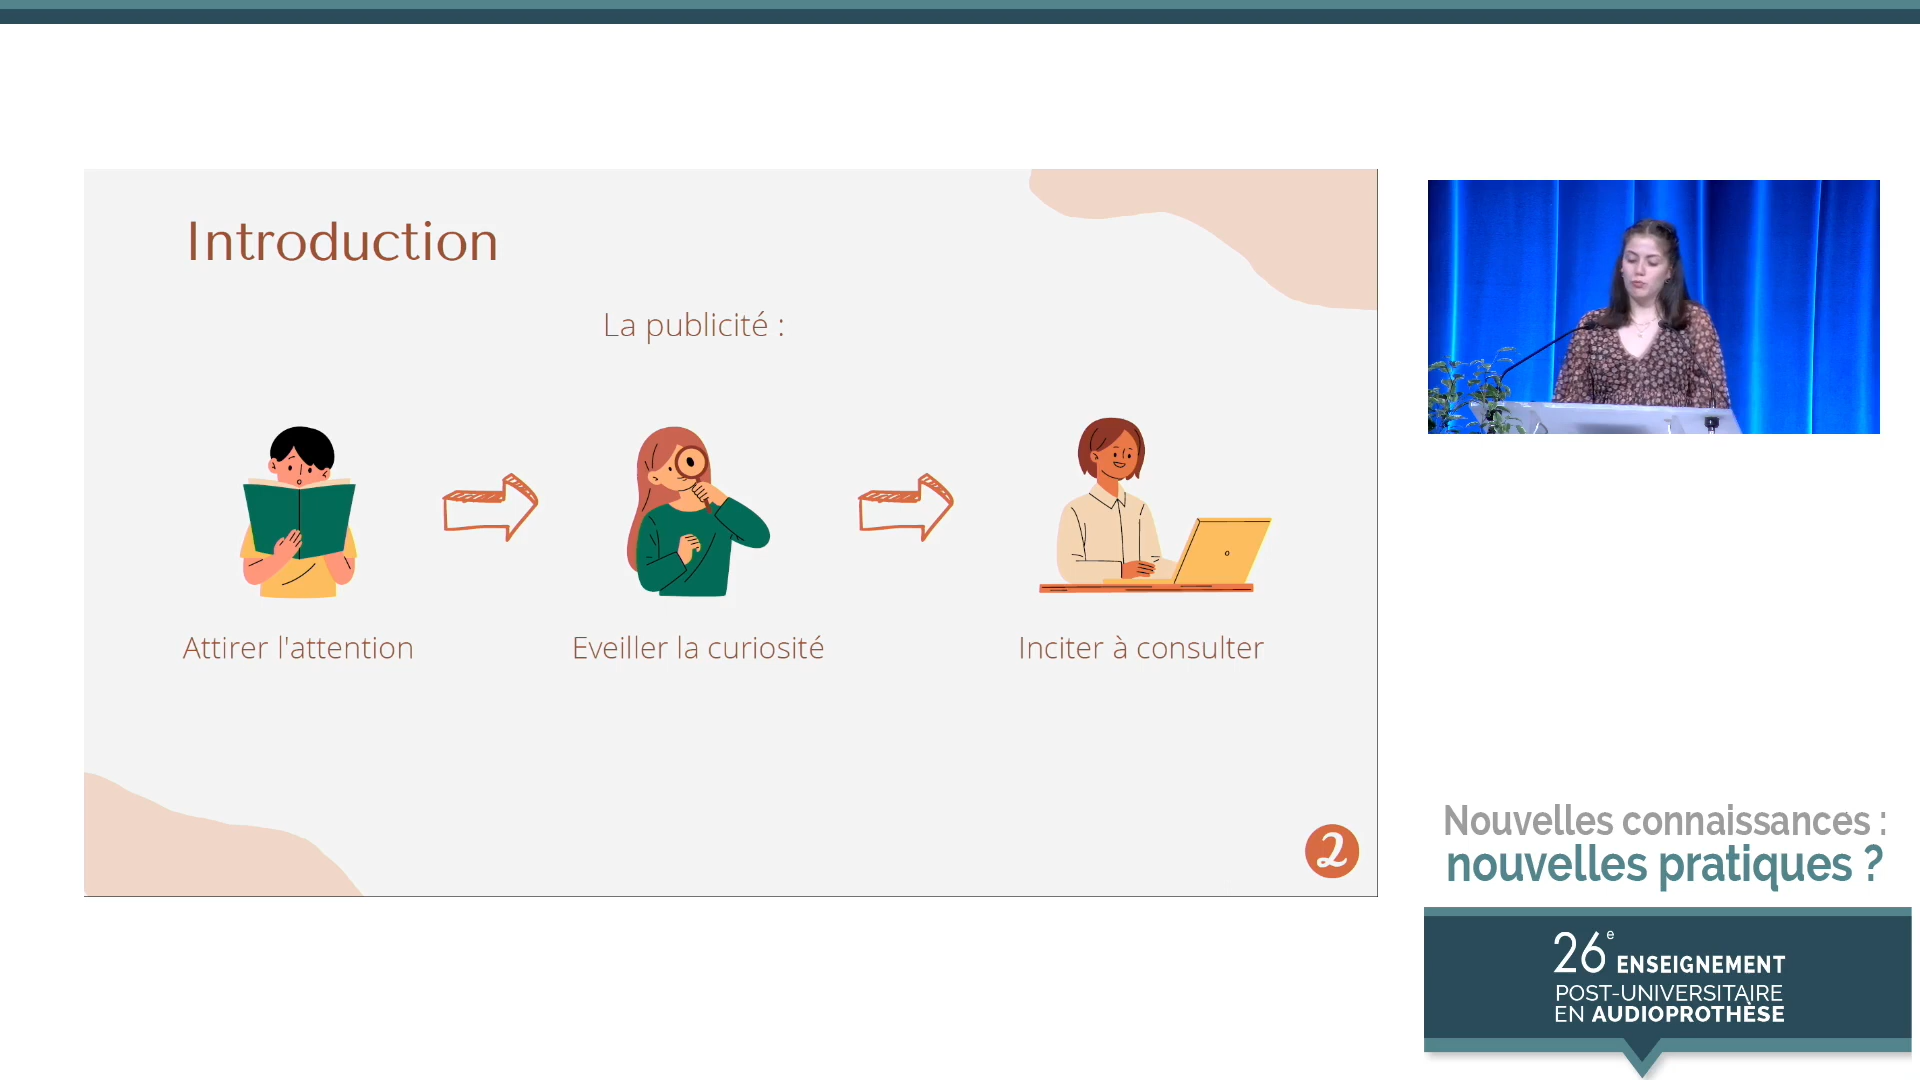 Introduction
La publicité :
Attirer l'attention
Eveiller la curiosité
Inciter à consulter
2
Nouvelles connaissances :
nouvelles pratiques ?
26e ENSEIGNEMENT
POST-UNIVERSITAIRE
EN AUDIOPROTHÈSE